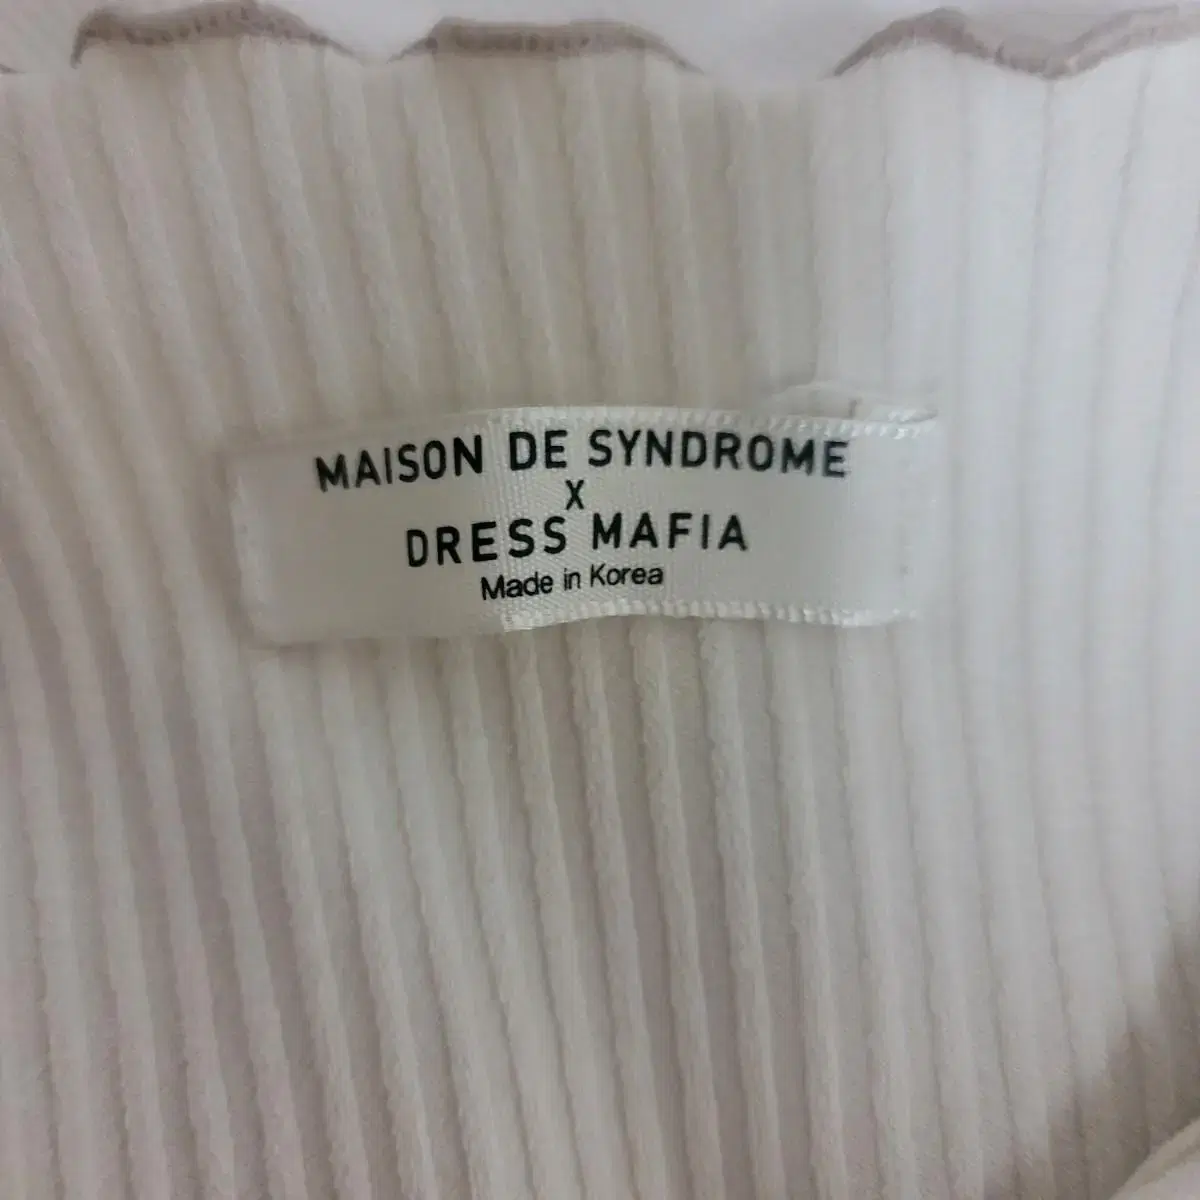 MAISON DE SYNDROME
X
DRESS MAFIA
Made in Korea